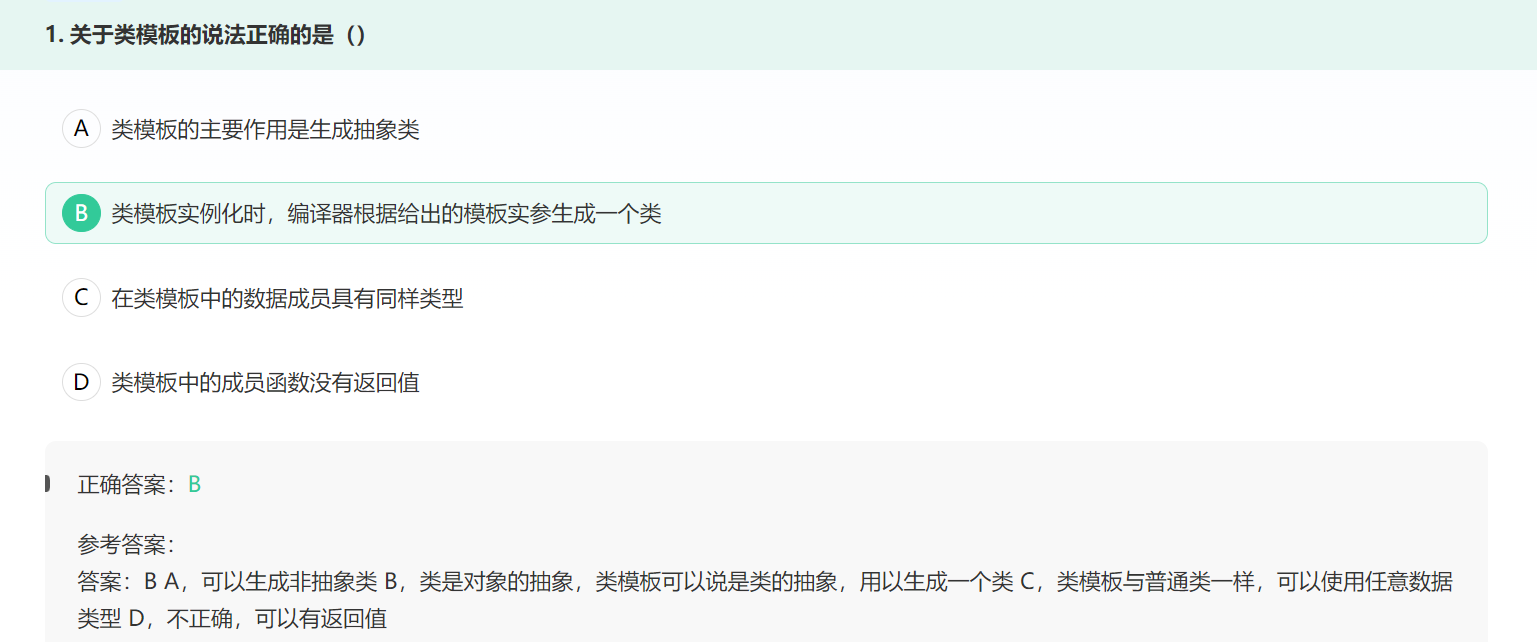 1. 关于类模板的说法正确的是（）
A 类模板的主要作用是生成抽象类
B 类模板实例化时，编译器根据给出的模板实参生成一个类
C 在类模板中的数据成员具有同样类型
D 类模板中的成员函数没有返回值
正确答案：B
参考答案：
答案：B A，可以生成非抽象类 B，类是对象的抽象，类模板可以说是类的抽象，用以生成一个类 C，类模板与普通类一样，可以使用任意数据
类型 D，不正确，可以有返回值